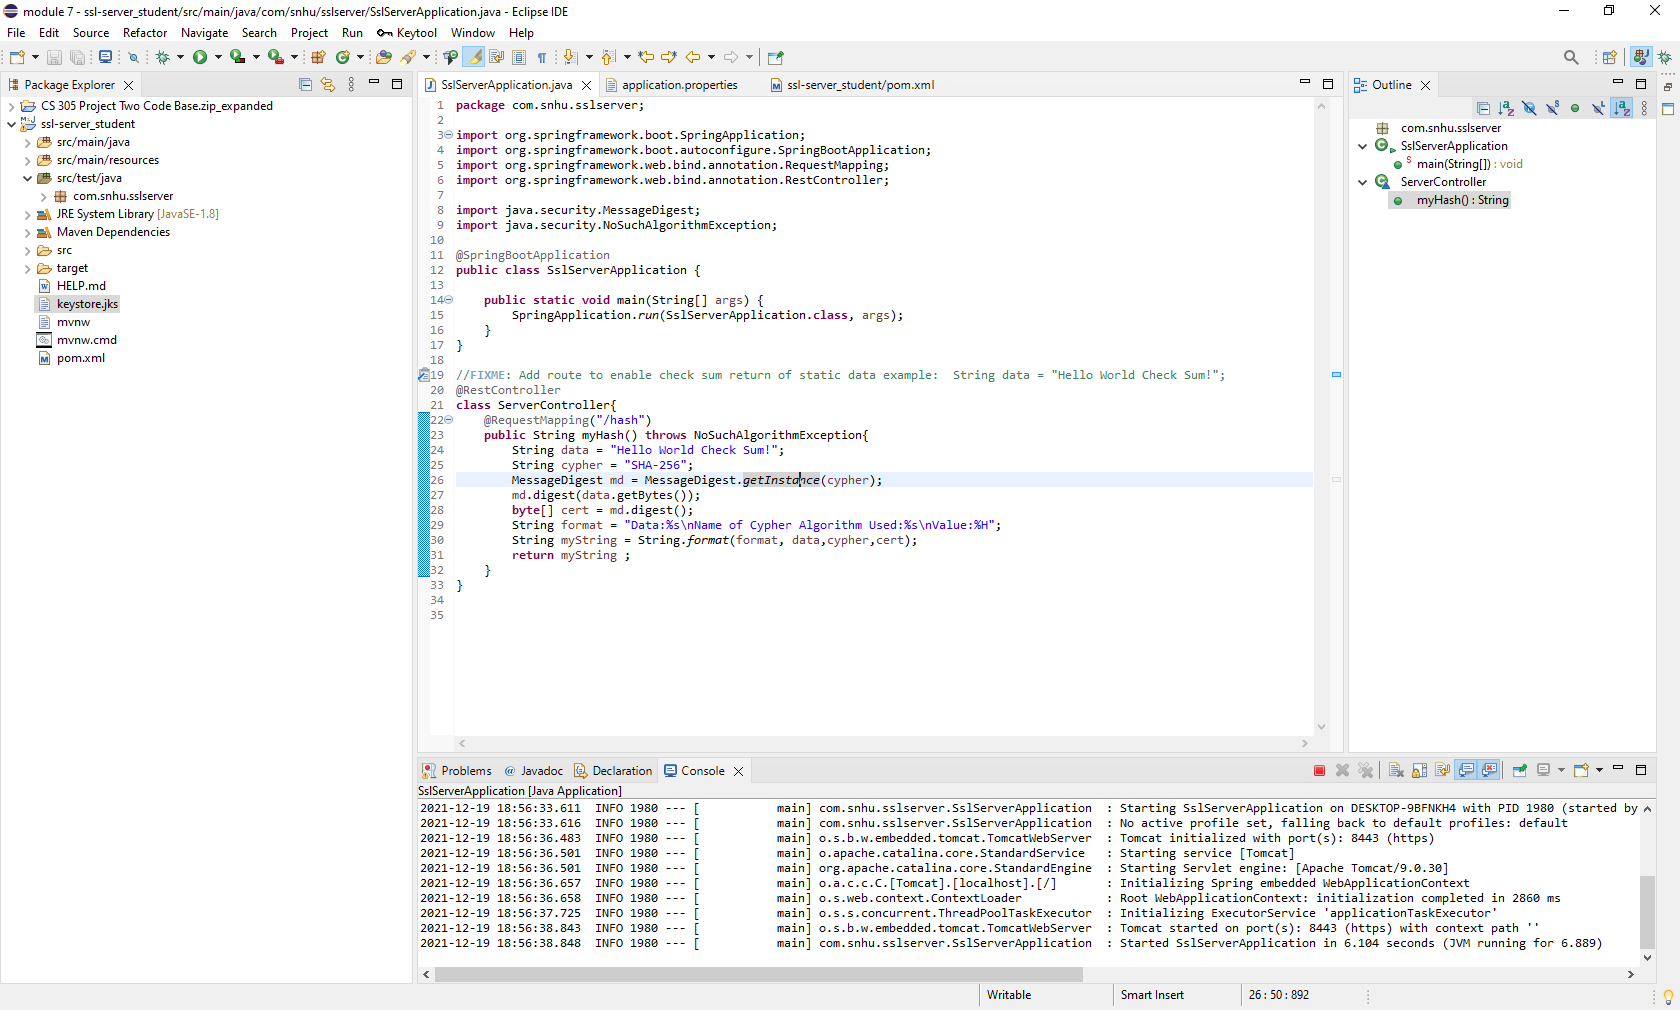 module 7 - ssl-server_student/src/main/java/com/snhu/sslserver/SslServerApplication.java - Eclipse IDE
File Edit Source Refactor Navigate Search Project Run Keytool Window Help
Package Explorer
CS 305 Project Two Code Base.zip_expanded
ssl-server_student
src/main/java
src/main/resources
src/test/java
com.snhu.sslserver
JRE System Library [JavaSE-1.8]
Maven Dependencies
src
target
HELP.md
keystore.jks
mvnw
mvnw.cmd
pom.xml
SslServerApplication.java application.properties ssl-server_student/pom.xml
1 package com.snhu.sslserver;
2
3 import org.springframework.boot.SpringApplication;
4 import org.springframework.boot.autoconfigure.SpringBootApplication;
5 import org.springframework.web.bind.annotation.RequestMapping;
6 import org.springframework.web.bind.annotation.RestController;
7
8 import java.security.MessageDigest;
9 import java.security.NoSuchAlgorithmException;
10
11 @SpringBootApplication
12 public class SslServerApplication {
13
14 public static void main(String[] args) {
15 SpringApplication.run(SslServerApplication.class, args);
16 }
17 }
18
19 //FIXME: Add route to enable check sum return of static data example:  String data = "Hello World Check Sum!";
20 @RestController
21 class ServerController{
22 @RequestMapping("/hash")
23 public String myHash() throws NoSuchAlgorithmException{
24 String data = "Hello World Check Sum!";
25 String cypher = "SHA-256";
26 MessageDigest md = MessageDigest.getInstance(cypher);
27 md.digest(data.getBytes());
28 byte[] cert = md.digest();
29 String format = "Data:%s\nName of Cypher Algorithm Used:%s\nValue:%H";
30 String myString = String.format(format, data,cypher,cert);
31 return myString ;
32 }
33 }
34
35
Outline
com.snhu.sslserver
SslServerApplication
main(String[]) : void
ServerController
myHash() : String
Problems @ Javadoc Declaration Console
SslServerApplication [Java Application]
2021-12-19 18:56:33.611  INFO 1980 --- [           main] com.snhu.sslserver.SslServerApplication  : Starting SslServerApplication on DESKTOP-9BFNKH4 with PID 1980 (started by
2021-12-19 18:56:33.616  INFO 1980 --- [           main] com.snhu.sslserver.SslServerApplication  : No active profile set, falling back to default profiles: default
2021-12-19 18:56:36.483  INFO 1980 --- [           main] o.s.b.w.embedded.tomcat.TomcatWebServer  : Tomcat initialized with port(s): 8443 (https)
2021-12-19 18:56:36.501  INFO 1980 --- [           main] o.apache.catalina.core.StandardService   : Starting service [Tomcat]
2021-12-19 18:56:36.501  INFO 1980 --- [           main] org.apache.catalina.core.StandardEngine  : Starting Servlet engine: [Apache Tomcat/9.0.30]
2021-12-19 18:56:36.657  INFO 1980 --- [           main] o.a.c.c.C.[Tomcat].[localhost].[/]       : Initializing Spring embedded WebApplicationContext
2021-12-19 18:56:36.658  INFO 1980 --- [           main] o.s.web.context.ContextLoader            : Root WebApplicationContext: initialization completed in 2860 ms
2021-12-19 18:56:37.725  INFO 1980 --- [           main] o.s.s.concurrent.ThreadPoolTaskExecutor  : Initializing ExecutorService 'applicationTaskExecutor'
2021-12-19 18:56:38.843  INFO 1980 --- [           main] o.s.b.w.embedded.tomcat.TomcatWebServer  : Tomcat started on port(s): 8443 (https) with context path ''
2021-12-19 18:56:38.848  INFO 1980 --- [           main] com.snhu.sslserver.SslServerApplication  : Started SslServerApplication in 6.104 seconds (JVM running for 6.889)
Writable Smart Insert 26 : 50 : 892